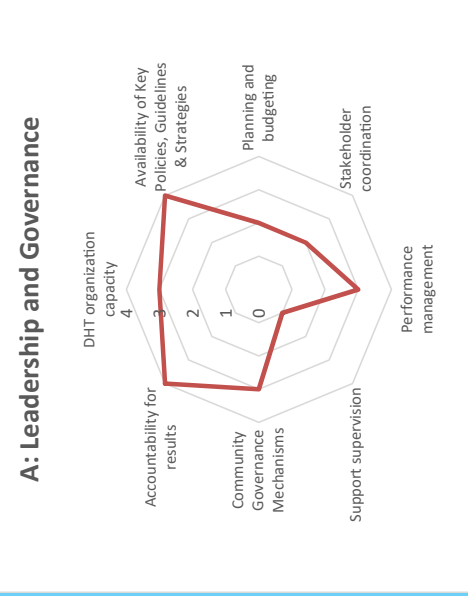 A: Leadership and Governance
DHT organization
capacity
4
3
2
1
0
Availability of Key
Policies, Guidelines
& Strategies
Planning and
budgeting
Stakeholder
coordination
Performance
management
Support supervision
Community
Governance
Mechanisms
Accountability for
results